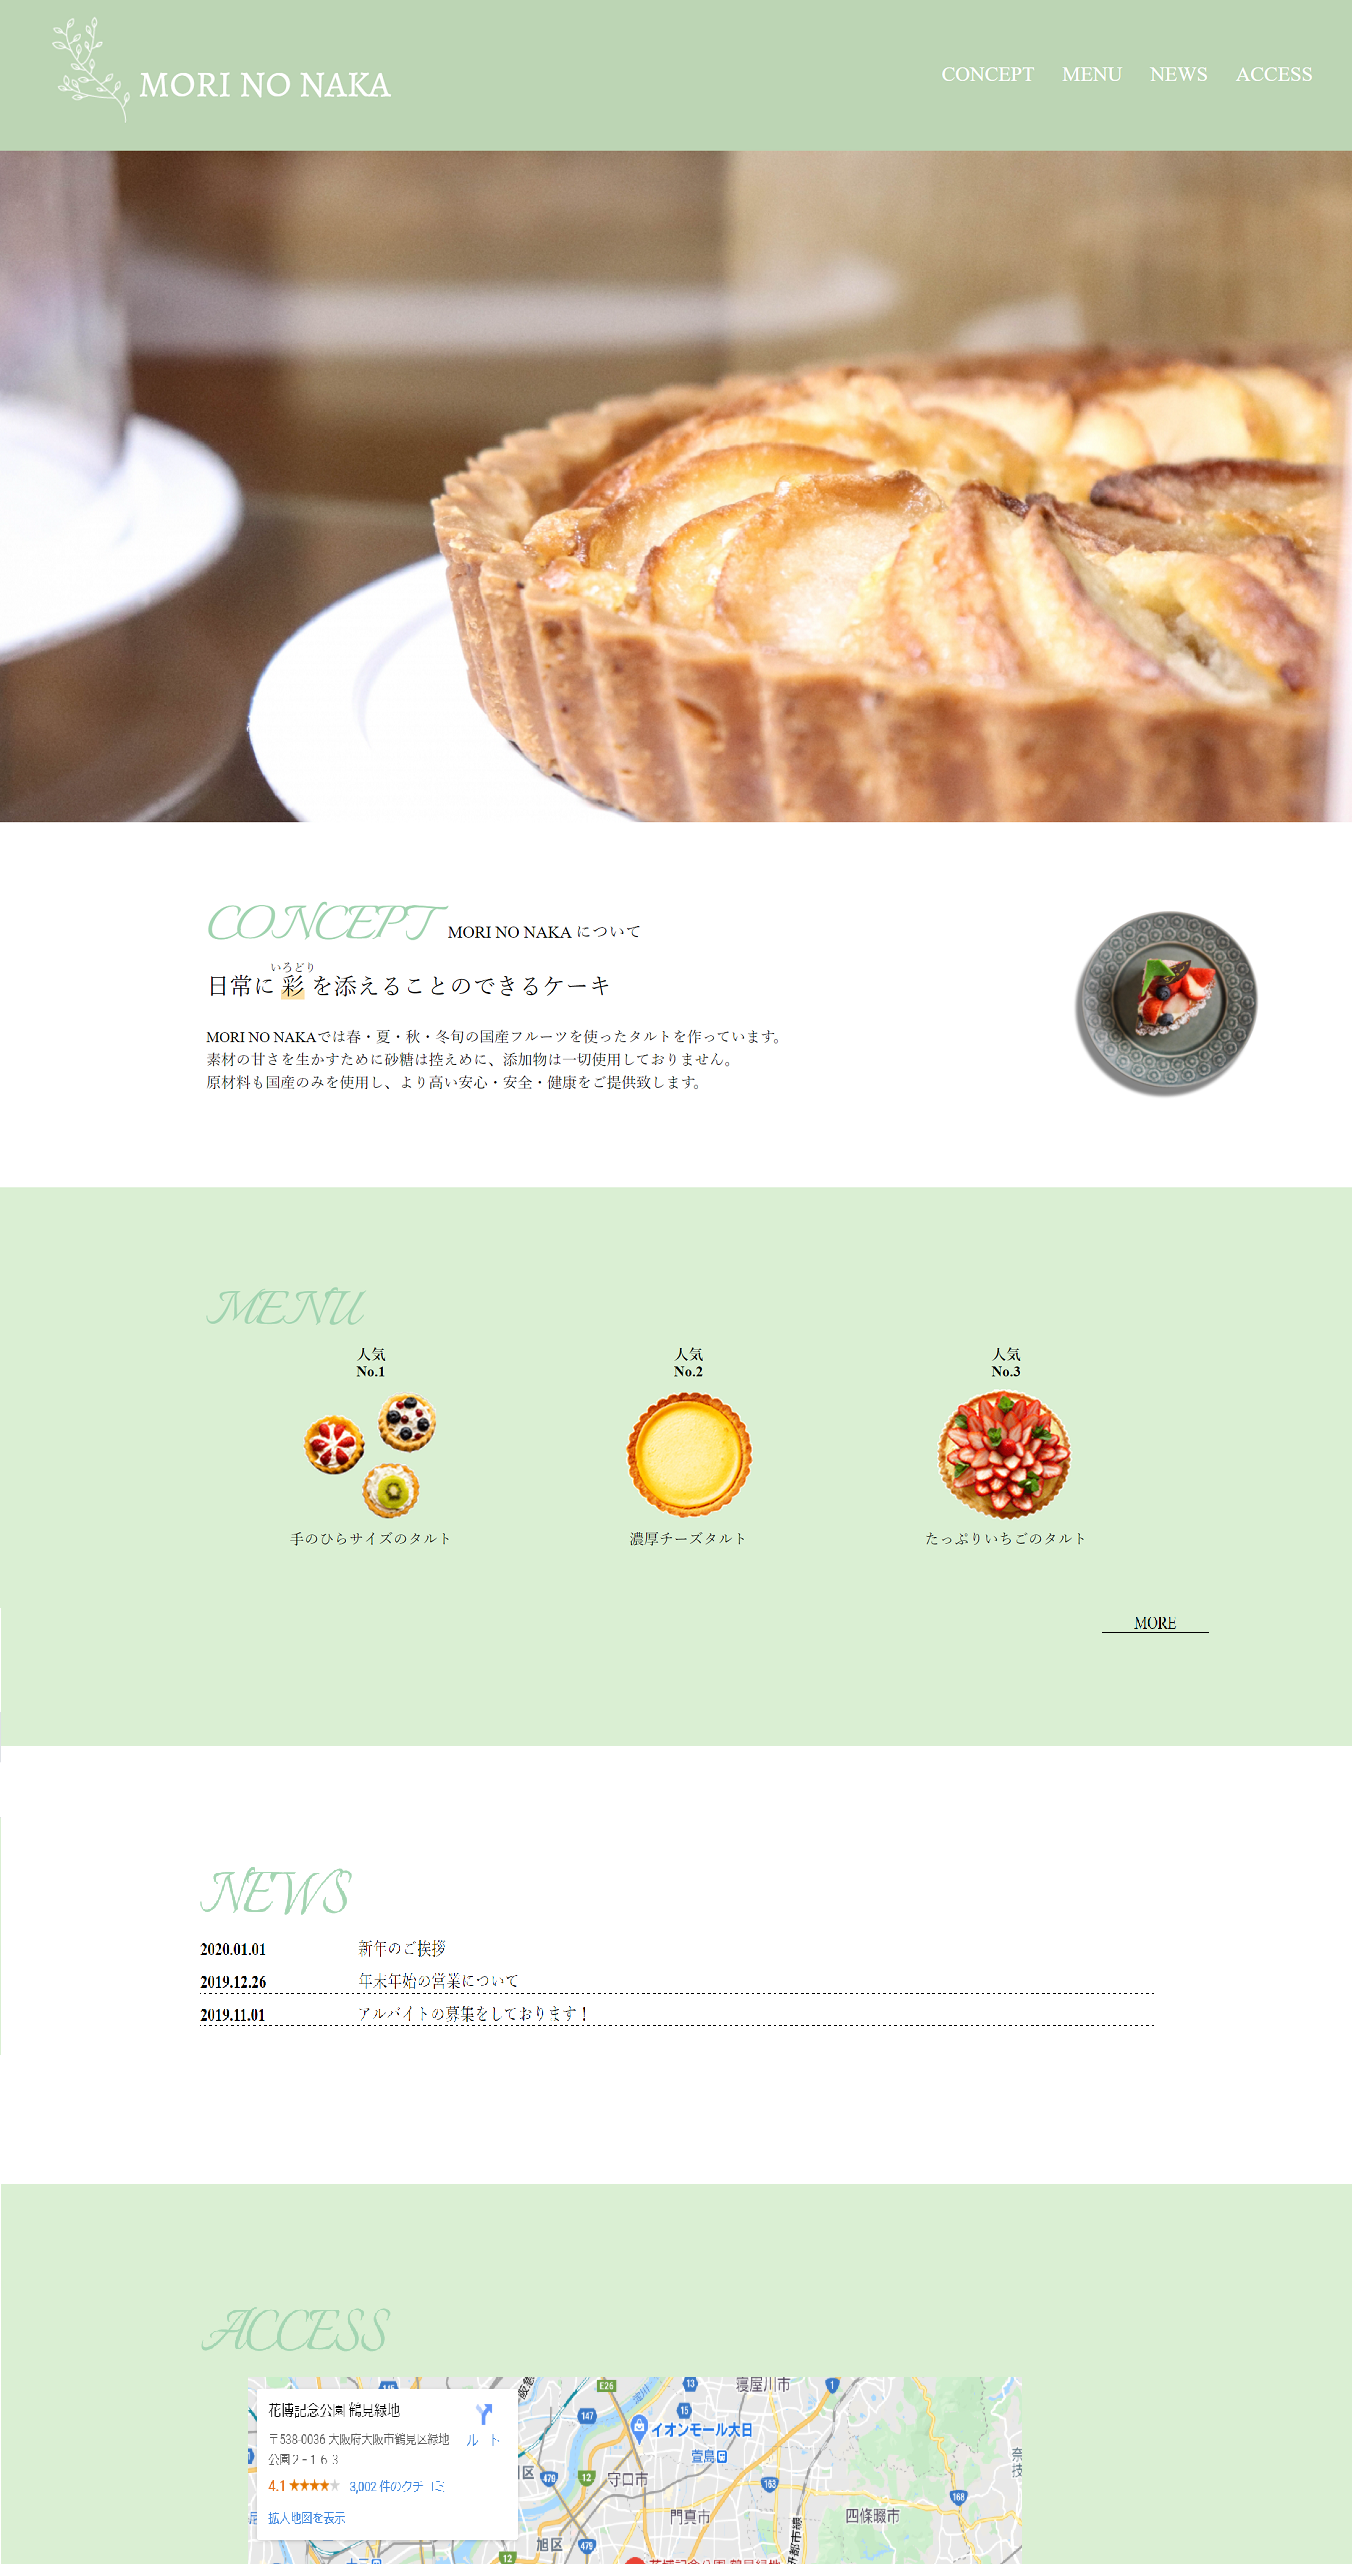 MORI NO NAKA
CONCEPT MENU NEWS ACCESS
CONCEPT MORI NO NAKA について
いろどり
日常に 彩 を添えることのできるケーキ
MORI NO NAKAでは春・夏・秋・冬旬の国産フルーツを使ったタルトを作っています。
素材の甘さを生かすために砂糖は控えめに、添加物は一切使用しておりません。
原材料も国産のみを使用し、より高い安心・安全・健康をご提供致します。
MENU
人気
No.1
人気
No.2
人気
No.3
手のひらサイズのタルト
濃厚チーズタルト
たっぷりいちごのタルト
MORE
NEWS
2020.01.01 新年のご挨拶
2019.12.26 年末年始の営業について
2019.11.01 アルバイトの募集をしております！
ACCESS
花博記念公園 鶴見緑地
〒538-0036 大阪府大阪市鶴見区緑地
公園２−１６３
ルート
4.1
3,002 件のクチコミ
拡大地図を表示
E26
13
寝屋川市
1
145
147
15
イオンモール大日
萱島
479
12
守口市
163
168
門真市
四條畷市
旭区
479
12